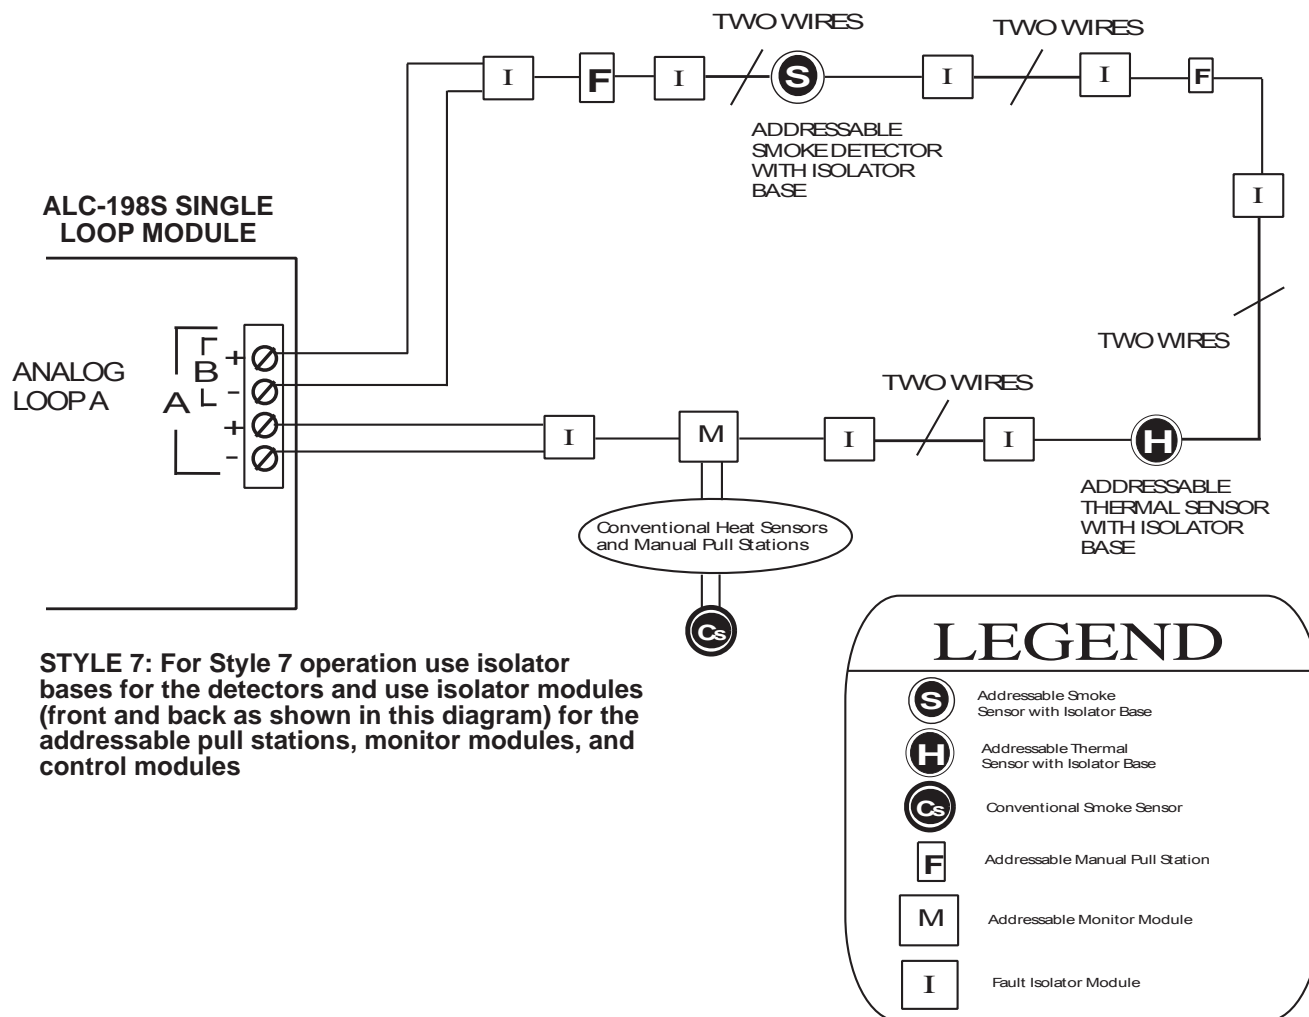 TWO WIRES
TWO WIRES
I
F
I
S
I
I
F
ADDRESSABLE
SMOKE DETECTOR
WITH ISOLATOR
BASE
I
ALC-198S SINGLE
LOOP MODULE
TWO WIRES
ANALOG
LOOP A
A
B
+
-
+
-
TWO WIRES
I
M
I
I
H
ADDRESSABLE
THERMAL SENSOR
WITH ISOLATOR
BASE
Conventional Heat Sensors
and Manual Pull Stations
Cs
STYLE 7: For Style 7 operation use isolator
bases for the detectors and use isolator modules
(front and back as shown in this diagram) for the
addressable pull stations, monitor modules, and
control modules
LEGEND
S
Addressable Smoke
Sensor with Isolator Base
H
Addressable Thermal
Sensor with Isolator Base
Cs
Conventional Smoke Sensor
F
Addressable Manual Pull Station
M
Addressable Monitor Module
I
Fault Isolator Module